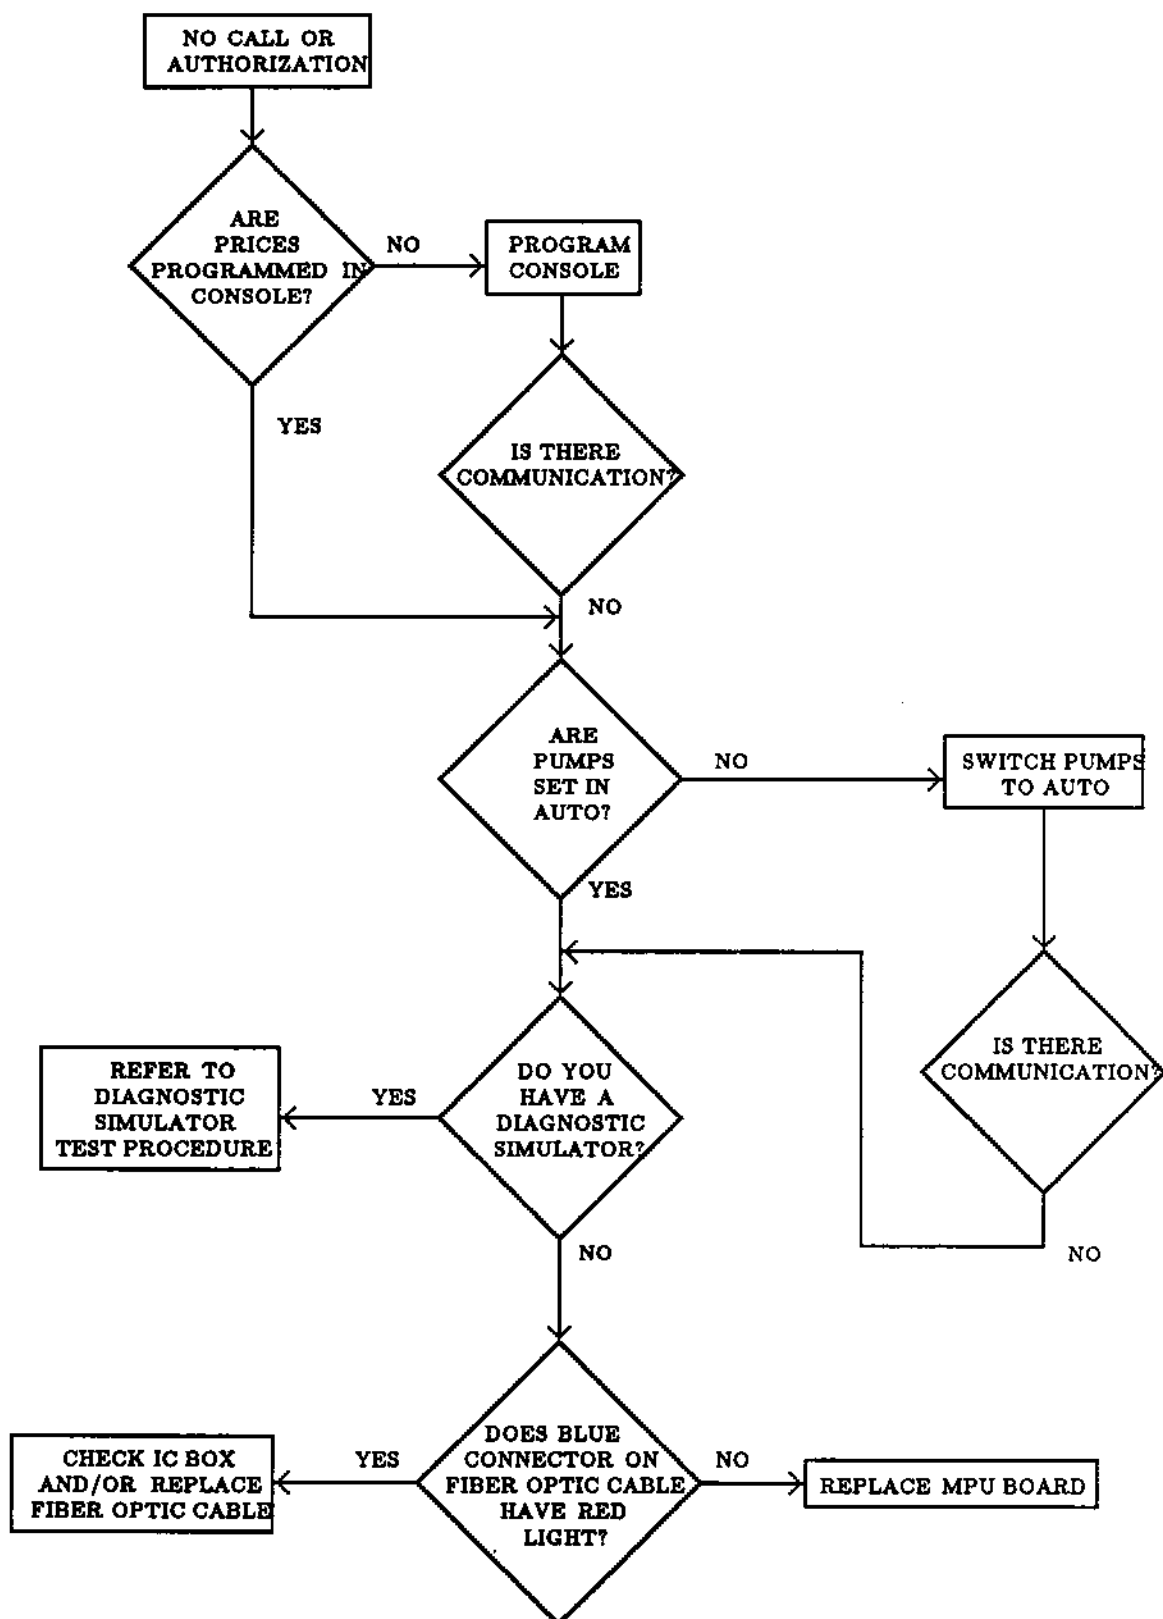 NO CALL OR
AUTHORIZATION
ARE
PRICES
PROGRAMMED IN
CONSOLE?
NO
PROGRAM
CONSOLE
YES
IS THERE
COMMUNICATION?
NO
ARE
PUMPS
SET IN
AUTO?
NO
SWITCH PUMPS
TO AUTO
YES
IS THERE
COMMUNICATION?
NO
DO YOU
HAVE A
DIAGNOSTIC
SIMULATOR?
YES
REFER TO
DIAGNOSTIC
SIMULATOR
TEST PROCEDURE
NO
DOES BLUE
CONNECTOR ON
FIBER OPTIC CABLE
HAVE RED
LIGHT?
YES
CHECK IC BOX
AND/OR REPLACE
FIBER OPTIC CABLE
NO
REPLACE MPU BOARD